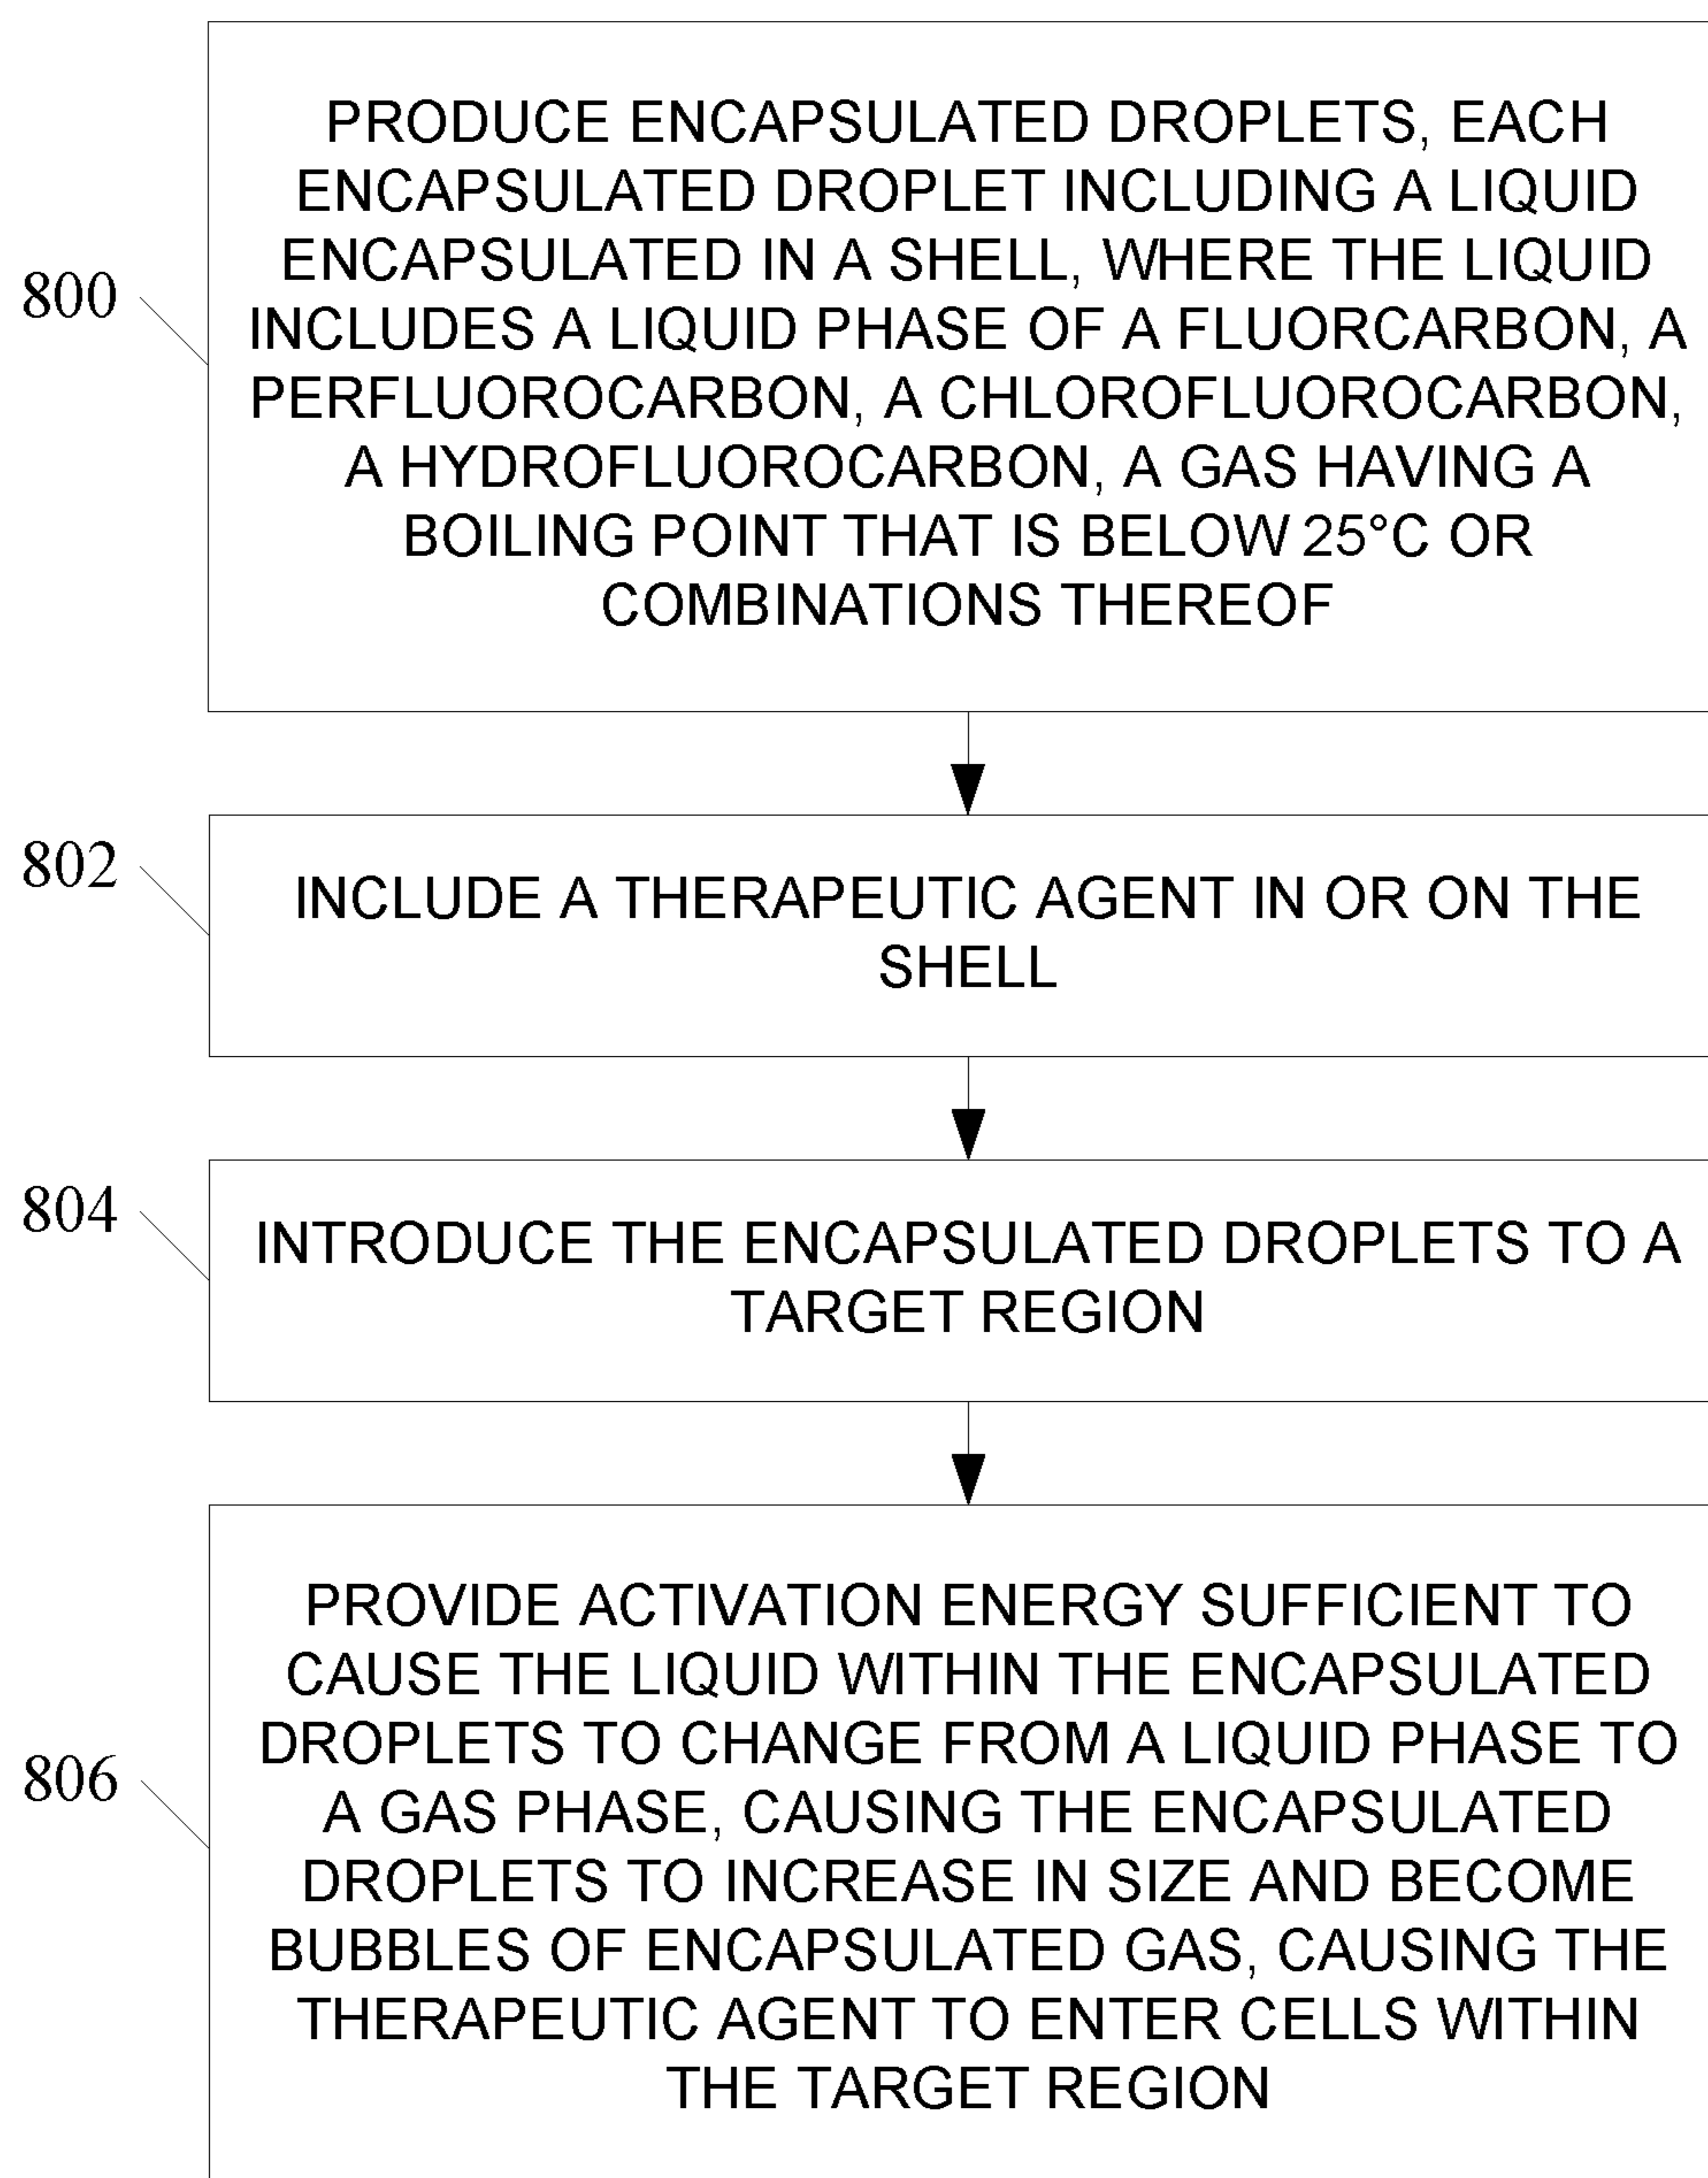 PRODUCE ENCAPSULATED DROPLETS, EACH
ENCAPSULATED DROPLET INCLUDING A LIQUID
ENCAPSULATED IN A SHELL, WHERE THE LIQUID
800
INCLUDES A LIQUID PHASE OF A FLUORCARBON, A
PERFLUOROCARBON, A CHLOROFLUOROCARBON,
A HYDROFLUOROCARBON, A GAS HAVING A
BOILING POINT THAT IS BELOW 25°C OR
COMBINATIONS THEREOF
802
INCLUDE A THERAPEUTIC AGENT IN OR ON THE
SHELL
804
INTRODUCE THE ENCAPSULATED DROPLETS TO A
TARGET REGION
PROVIDE ACTIVATION ENERGY SUFFICIENT TO
CAUSE THE LIQUID WITHIN THE ENCAPSULATED
DROPLETS TO CHANGE FROM A LIQUID PHASE TO
806
A GAS PHASE, CAUSING THE ENCAPSULATED
DROPLETS TO INCREASE IN SIZE AND BECOME
BUBBLES OF ENCAPSULATED GAS, CAUSING THE
THERAPEUTIC AGENT TO ENTER CELLS WITHIN
THE TARGET REGION